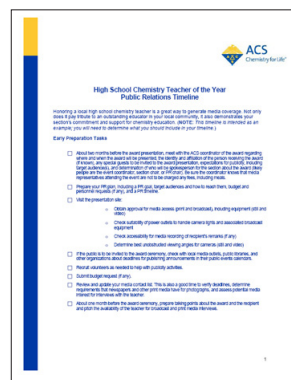 ACS
Chemistry for Life®
High School Chemistry Teacher of the Year
Public Relations Timeline
Honoring a local high school chemistry teacher is a great way to generate media coverage. Not only
does it pay tribute to an outstanding educator in your local community, it also demonstrates your
section's commitment and support for chemistry education. (NOTE: This timeline is intended as an
example; you will need to determine what you should include in your timeline.)
Early Preparation Tasks
About two months before the award presentation, meet with the ACS coordinator of the award regarding
where and when the award will be presented, the identity and affiliation of the person receiving the award
(if known), any special guests to be invited to the award presentation, expectations for publicity, including
target audience(s), and determination of who will be spokesperson for the section about the award (likely
people are the event coordinator, section chair, or PR chair). Be sure the coordinator knows that media
representatives attending the event are not to be charged any fees, including meals.
Prepare your PR plan, including a PR goal, target audiences and how to reach them, budget and
personnel requests (if any), and a PR timeline.
Visit the presentation site:
o Obtain approval for media access (print and broadcast), including equipment (still and
video)
o Check suitability of power outlets to handle camera lights and associated broadcast
equipment
o Check accessibility for media recording of recipient's remarks (if any)
o Determine best unobstructed viewing angles for cameras (still and video)
If the public is to be invited to the award ceremony, check with local media outlets, public libraries, and
other organizations about deadlines for publishing announcements in their public events calendars.
Recruit volunteers as needed to help with publicity activities.
Submit budget request (if any).
Review and update your media contact list. This is also a good time to verify deadlines, determine
requirements that newspapers and other print media have for photographs, and assess potential media
interest for interviews with the teacher.
About one month before the award ceremony, prepare talking points about the award and the recipient
and pitch the availability of the teacher for broadcast and print media interviews.
1